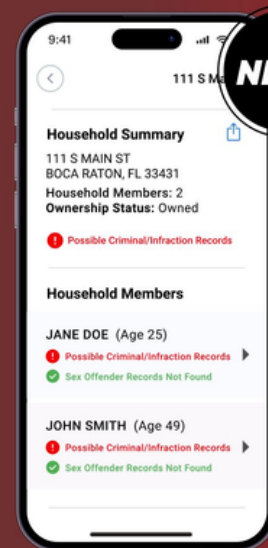 9:41
111 S
Household Summary
111 S MAIN ST
BOCA RATON, FL 33431
Household Members: 2
Ownership Status: Owned
Possible Criminal/Infraction Records
Household Members
JANE DOE (Age 25)
Possible Criminal/Infraction Records
Sex Offender Records Not Found
JOHN SMITH (Age 49)
Possible Criminal/Infraction Records
Sex Offender Records Not Found